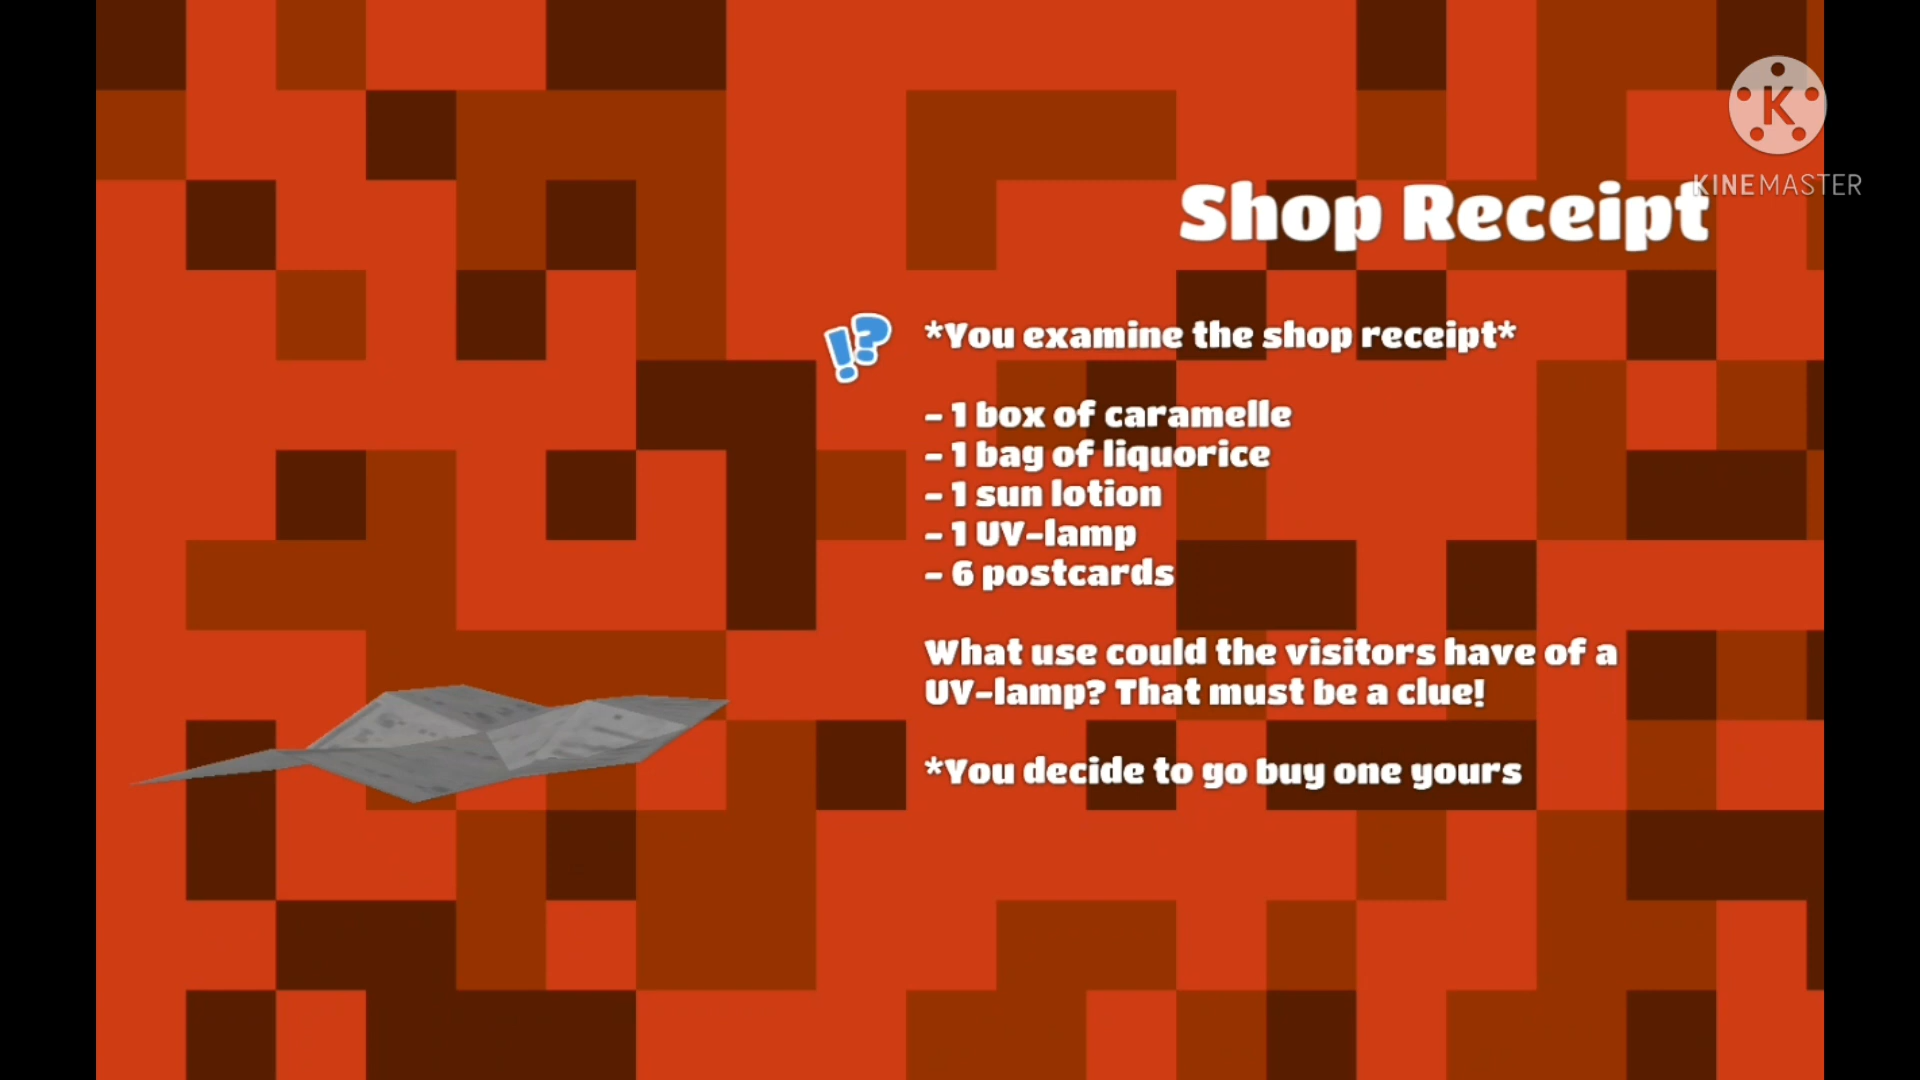 K
KINEMASTER
Shop Receipt
!?
*You examine the shop receipt*
- 1 box of caramelle
- 1 bag of liquorice
- 1 sun lotion
- 1 UV-lamp
- 6 postcards
What use could the visitors have of a
UV-lamp? That must be a clue!
*You decide to go buy one yours